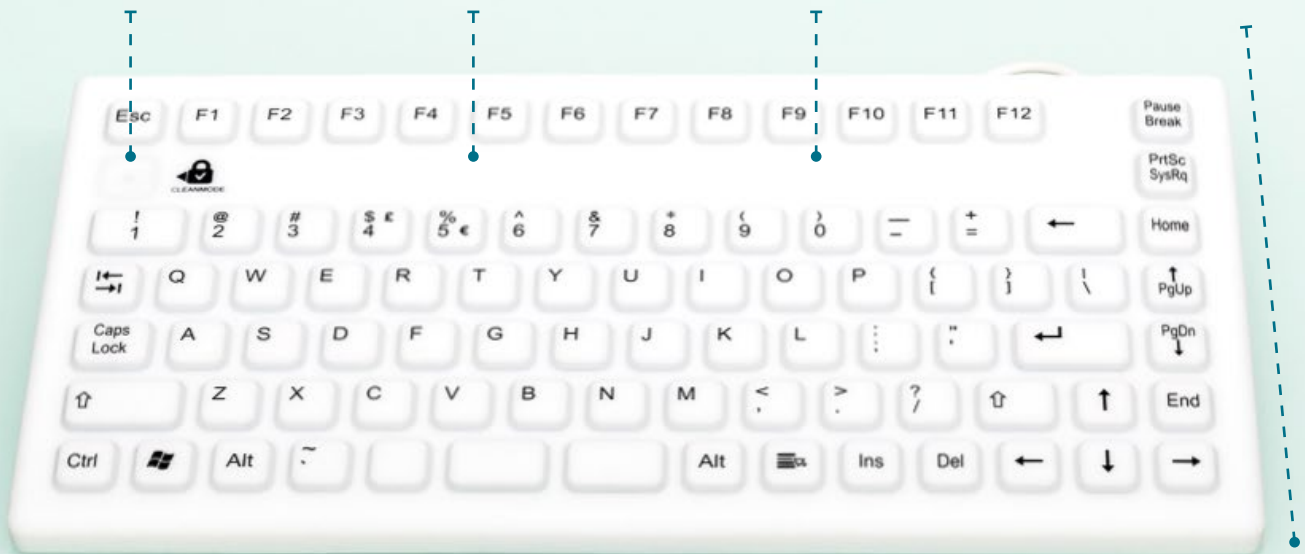 Esc F1 F2 F3 F4 F5 F6 F7 F8 F9 F10 F11 F12 Pause Break
CLEANMODE PrtSc SysRq
! 1 @ 2 # 3 $ £ 4 % 5 € ^ 6 & 7 * 8 ( 9 ) 0 _ - + = ← Home
Q W E R T Y U I O P { [ } ] | \ ↑ PgUp
Caps Lock A S D F G H J K L : ; " ' PgDn ↓
⇧ Z X C V B N M < , > . ? / ⇧ ↑ End
Ctrl Alt ~ Alt Ins Del ← ↓ →